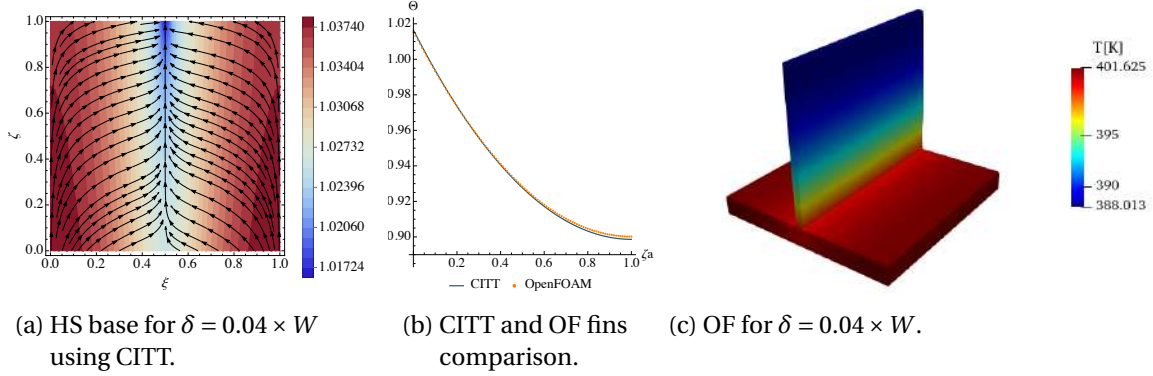 1.0
0.8
0.6
0.4
0.2
0.0
ζ
0.0 0.2 0.4 0.6 0.8 1.0
ξ
1.03740
1.03404
1.03068
1.02732
1.02396
1.02060
1.01724
Θ
1.02
1.00
0.98
0.96
0.94
0.92
0.90
0.2 0.4 0.6 0.8 1.0 ζa
CITT OpenFOAM
T[K]
401.625
395
390
388.013
(a) HS base for δ = 0.04 × W
using CITT.
(b) CITT and OF fins
comparison.
(c) OF for δ = 0.04 × W.